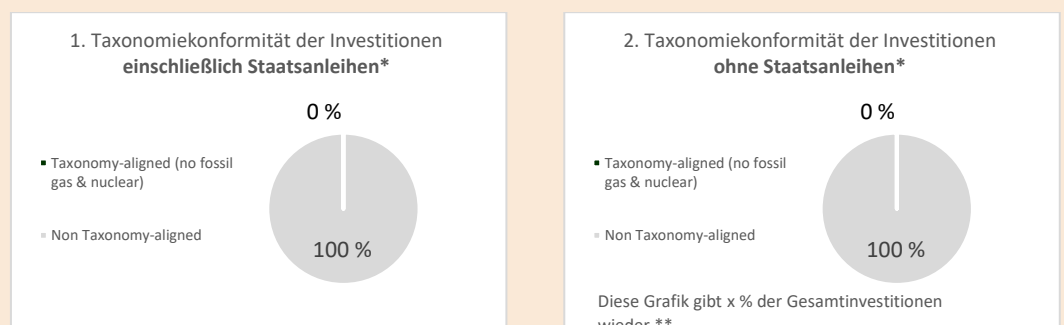 1. Taxonomiekonformität der Investitionen
einschließlich Staatsanleihen*
0 %
Taxonomy-aligned (no fossil
gas & nuclear)
Non Taxonomy-aligned
100 %
2. Taxonomiekonformität der Investitionen
ohne Staatsanleihen*
0 %
Taxonomy-aligned (no fossil
gas & nuclear)
Non Taxonomy-aligned
100 %
Diese Grafik gibt x % der Gesamtinvestitionen
wieder.**